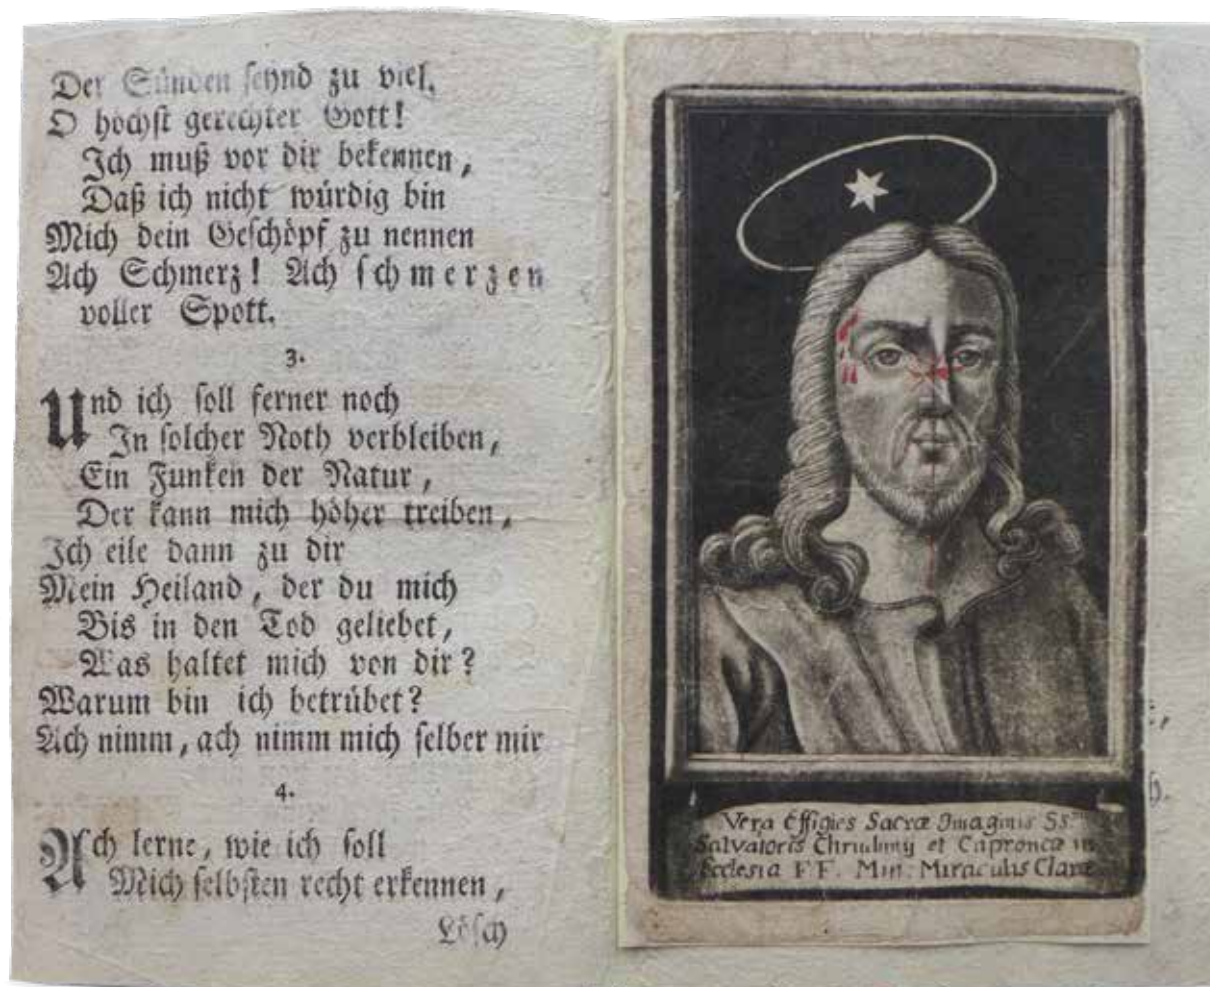 Der Sünden ſeynd zu viel,
O höchſt gerechter Gott!
Ich muß vor dir bekennen,
Daß ich nicht würdig bin
Mich dein Geſchöpf zu nennen
Ach Schmerz! Ach ſchmerzen
voller Spott.
3.
Und ich ſoll ferner noch
In ſolcher Noth verbleiben,
Ein Funken der Natur,
Der kann mich höher treiben,
Ich eile dann zu dir
Mein Heiland, der du mich
Bis in den Tod geliebet,
Was haltet mich von dir?
Warum bin ich betrübet?
Ach nimm, ach nimm mich ſelber mir
4.
Ach lerne, wie ich ſoll
Mich ſelbſten recht erkennen,
Löſch
Vera Effigies Sacræ Imaginis SS.
Salvatoris et Caproncæ in
Ecclesia F F. Min: Miraculis Claræ